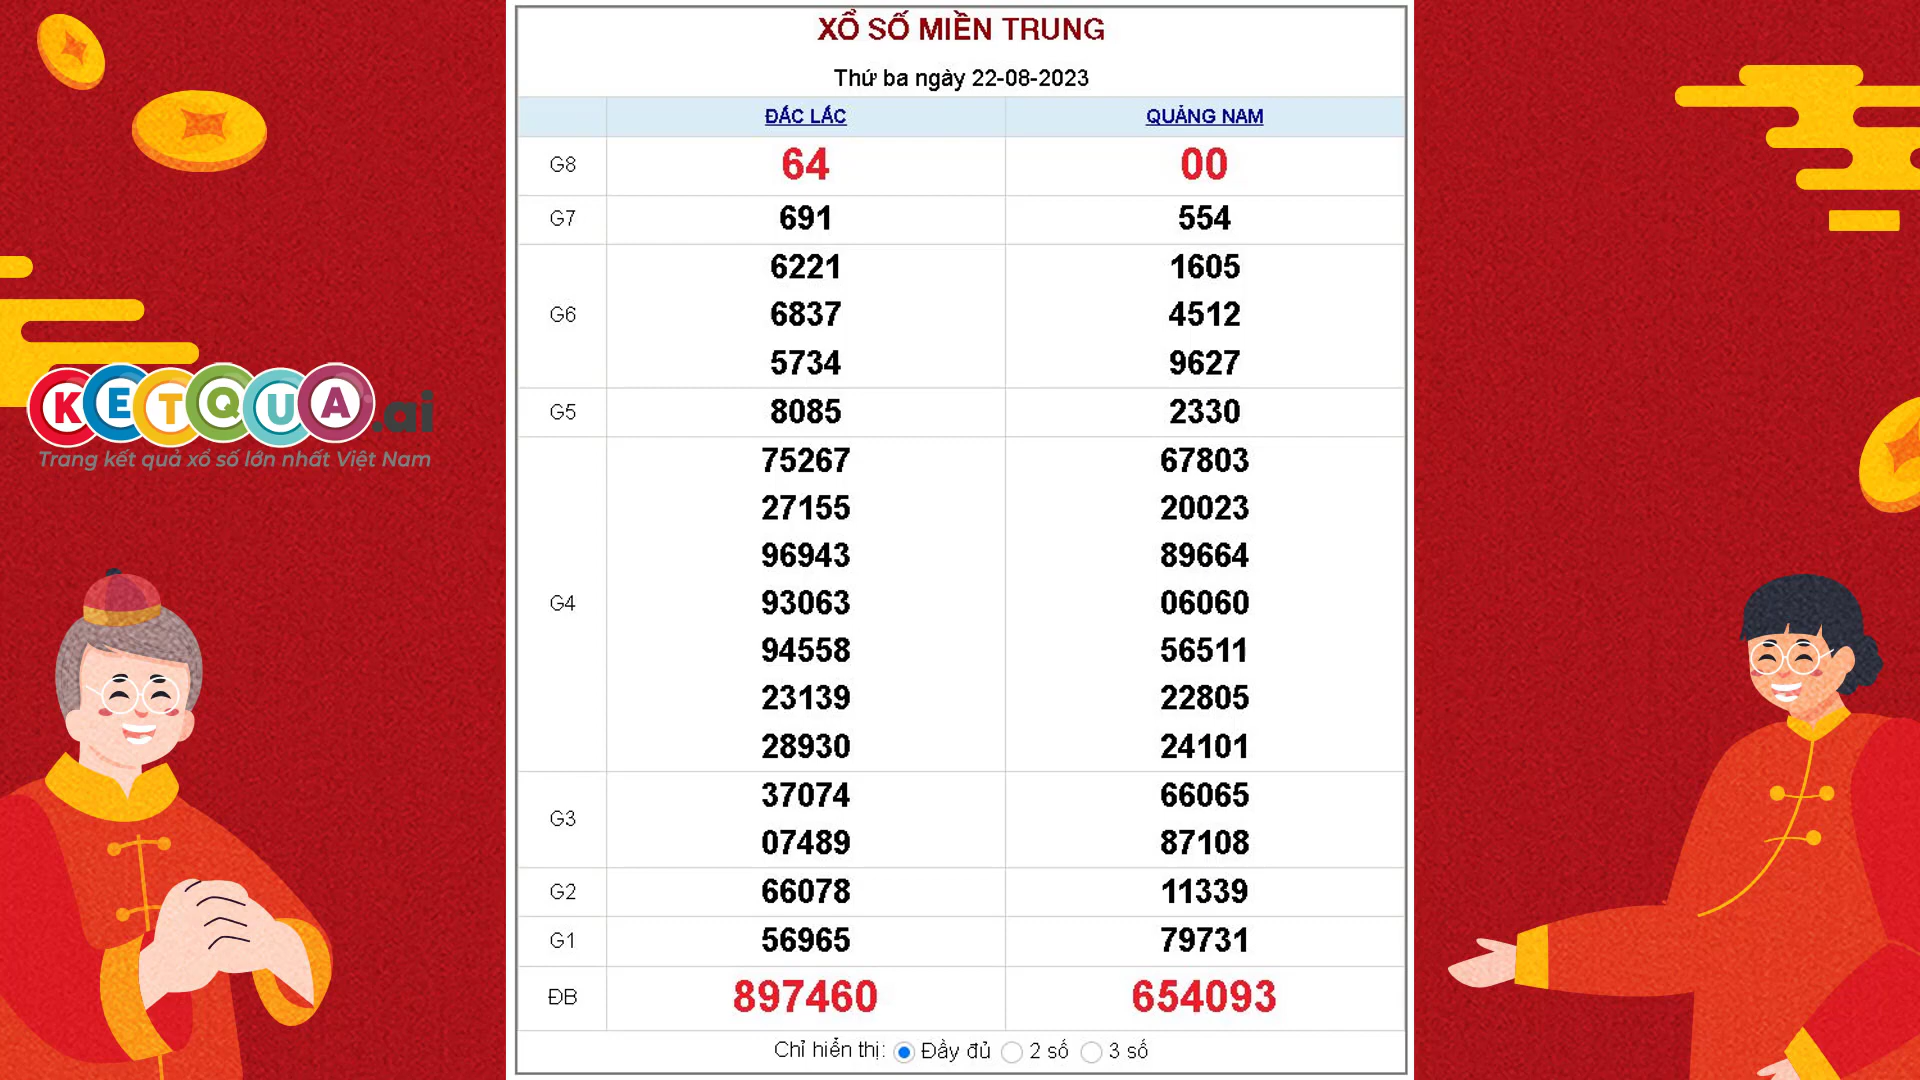 XỔ SỐ MIỀN TRUNG
Thứ ba ngày 22-08-2023
ĐẮC LẮC QUẢNG NAM
G8 64 00
G7 691 554
6221 1605
G6 6837 4512
5734 9627
G5 8085 2330
75267 67803
27155 20023
96943 89664
G4 93063 06060
94558 56511
23139 22805
28930 24101
37074 66065
G3
07489 87108
G2 66078 11339
G1 56965 79731
ĐB 897460 654093
Chỉ hiển thị: Đầy đủ 2 số 3 số
KETQUA.ai
Trang kết quả xổ số lớn nhất Việt Nam